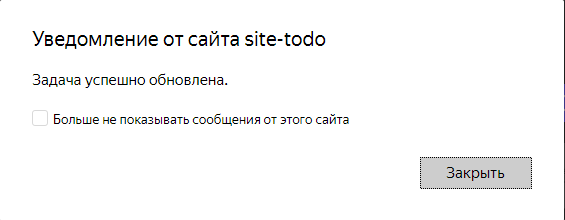 Уведомление от сайта site-todo
Задача успешно обновлена.
Больше не показывать сообщения от этого сайта
Закрыть